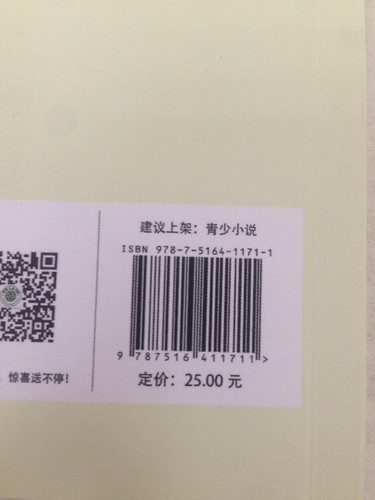 建议上架：青少小说
ISBN 978-7-5164-1171-1
9 787516 411711 >
定价：25.00 元
惊喜送不停！